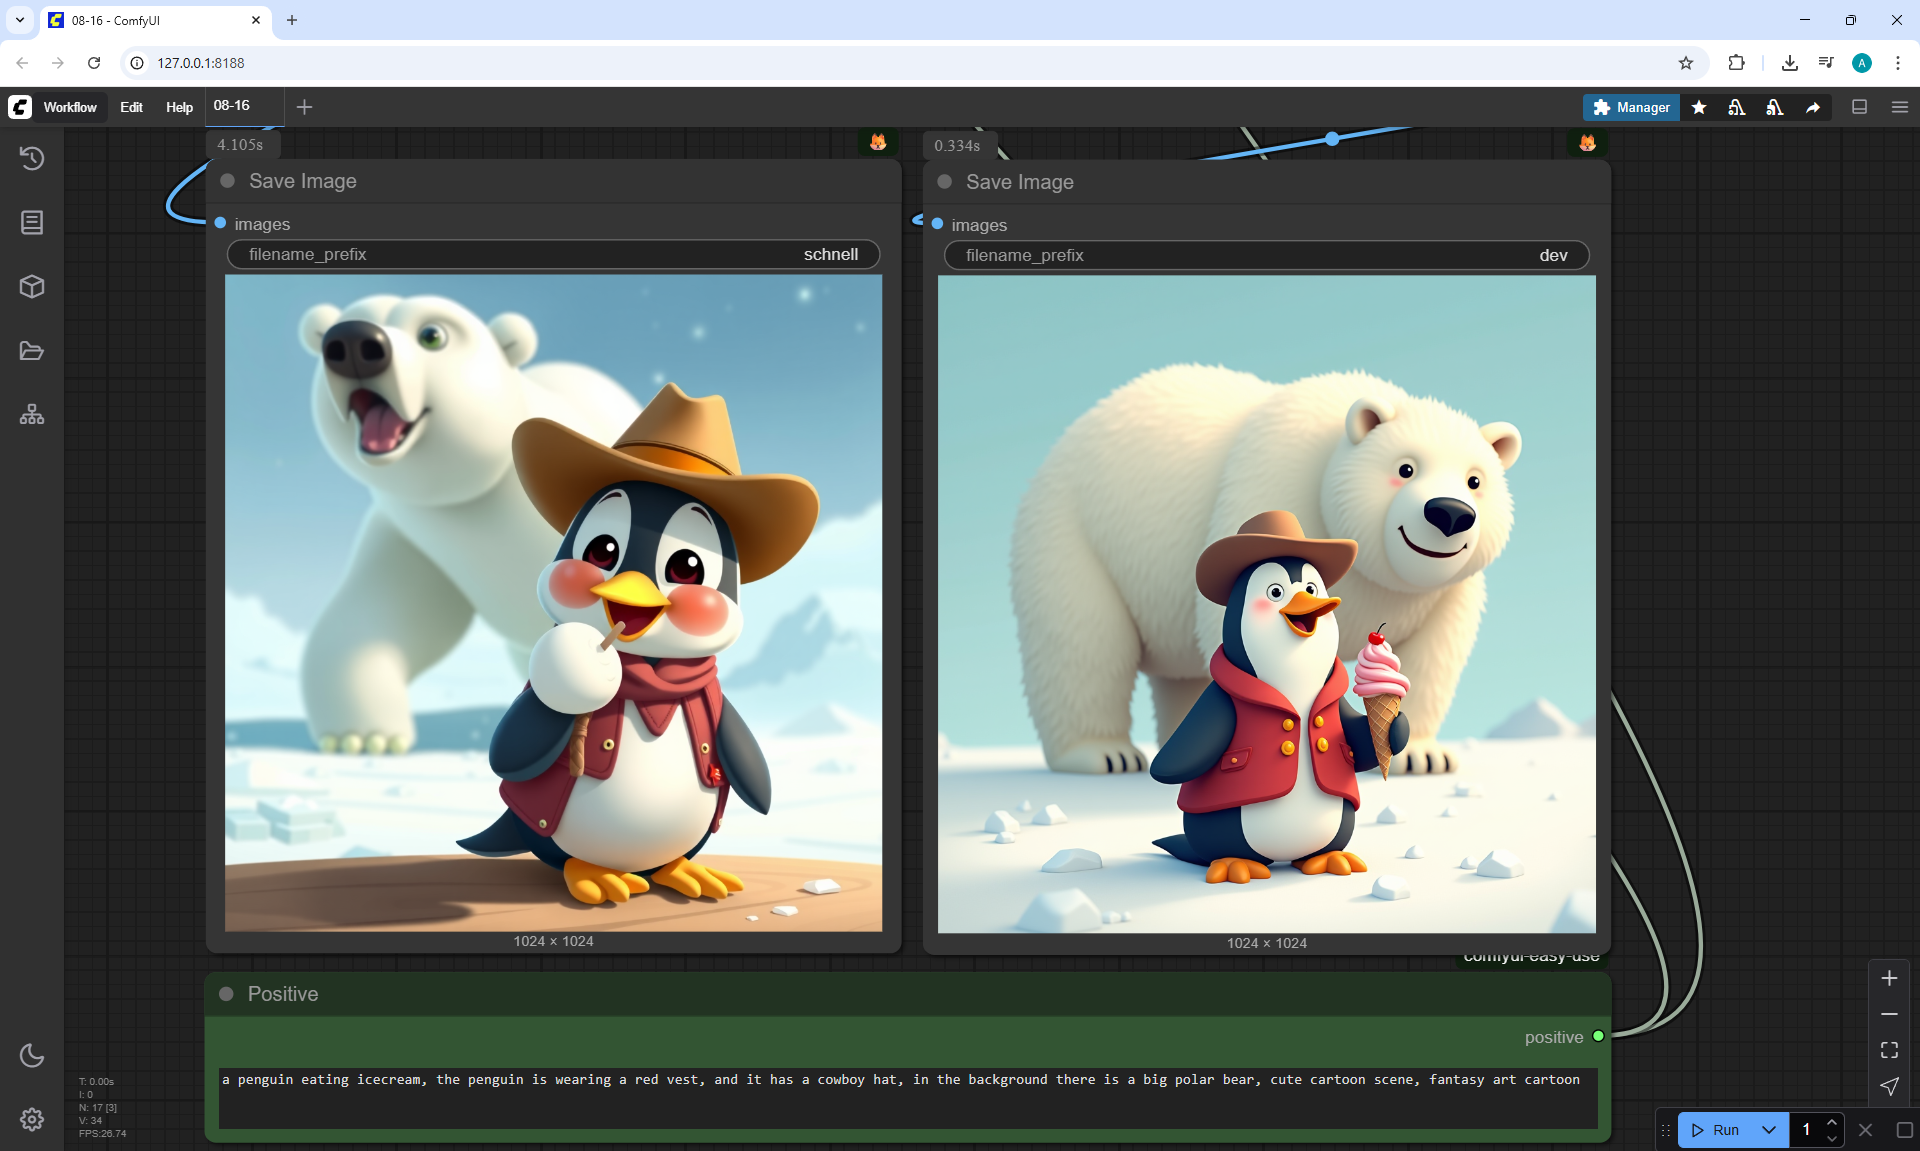 08-16 - ComfyUI
127.0.0.1:8188
A
Workflow
Edit
Help
08-16
Manager
4.105s
0.334s
Save Image
Save Image
images
images
filename_prefix
schnell
filename_prefix
dev
1024 × 1024
1024 × 1024
comfyui-easy-use
Positive
positive
a penguin eating icecream, the penguin is wearing a red vest, and it has a cowboy hat, in the background there is a big polar bear, cute cartoon scene, fantasy art cartoon
T: 0.00s
I: 0
N: 17 [3]
V: 34
FPS:26.74
Run
1